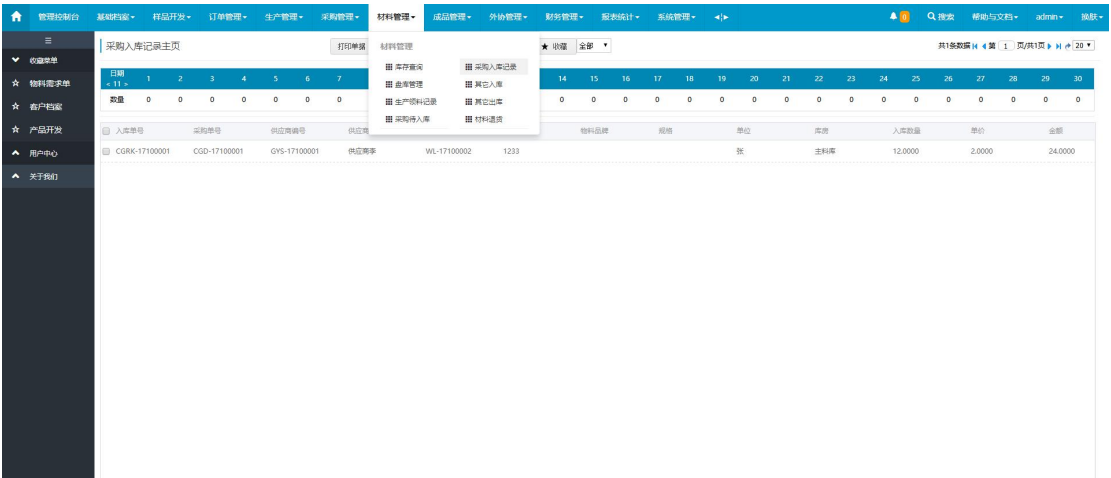 管理控制台 基础档案 样品开发 订单管理 生产管理 采购管理 材料管理 成品管理 外协管理 财务管理 报表统计 系统管理 0 搜索 帮助与文档 admin 换肤
采购入库记录主页 打印单据 材料管理 ★ 收藏 全部 共1条数据 第 1 页/共1页 20
收藏菜单
库存查询 采购入库记录
物料需求单
盘库管理 其它入库
日期 1 2 3 4 5 6 7 14 15 16 17 18 19 20 21 22 23 24 25 26 27 28 29 30
< 11 >
客户档案
生产领料记录 其它出库
数量 0 0 0 0 0 0 0 0 0 0 0 0 0 0 0 0 0 0 0 0 0 0 0 0
采购待入库 材料退货
产品开发
入库单号 采购单号 供应商编号 供应商 物料品牌 规格 单位 库房 入库数量 单价 金额
用户中心
CGRK-17100001 CGD-17100001 GYS-17100001 供应商李 WL-17100002 1233 张 主料库 12.0000 2.0000 24.0000
关于我们